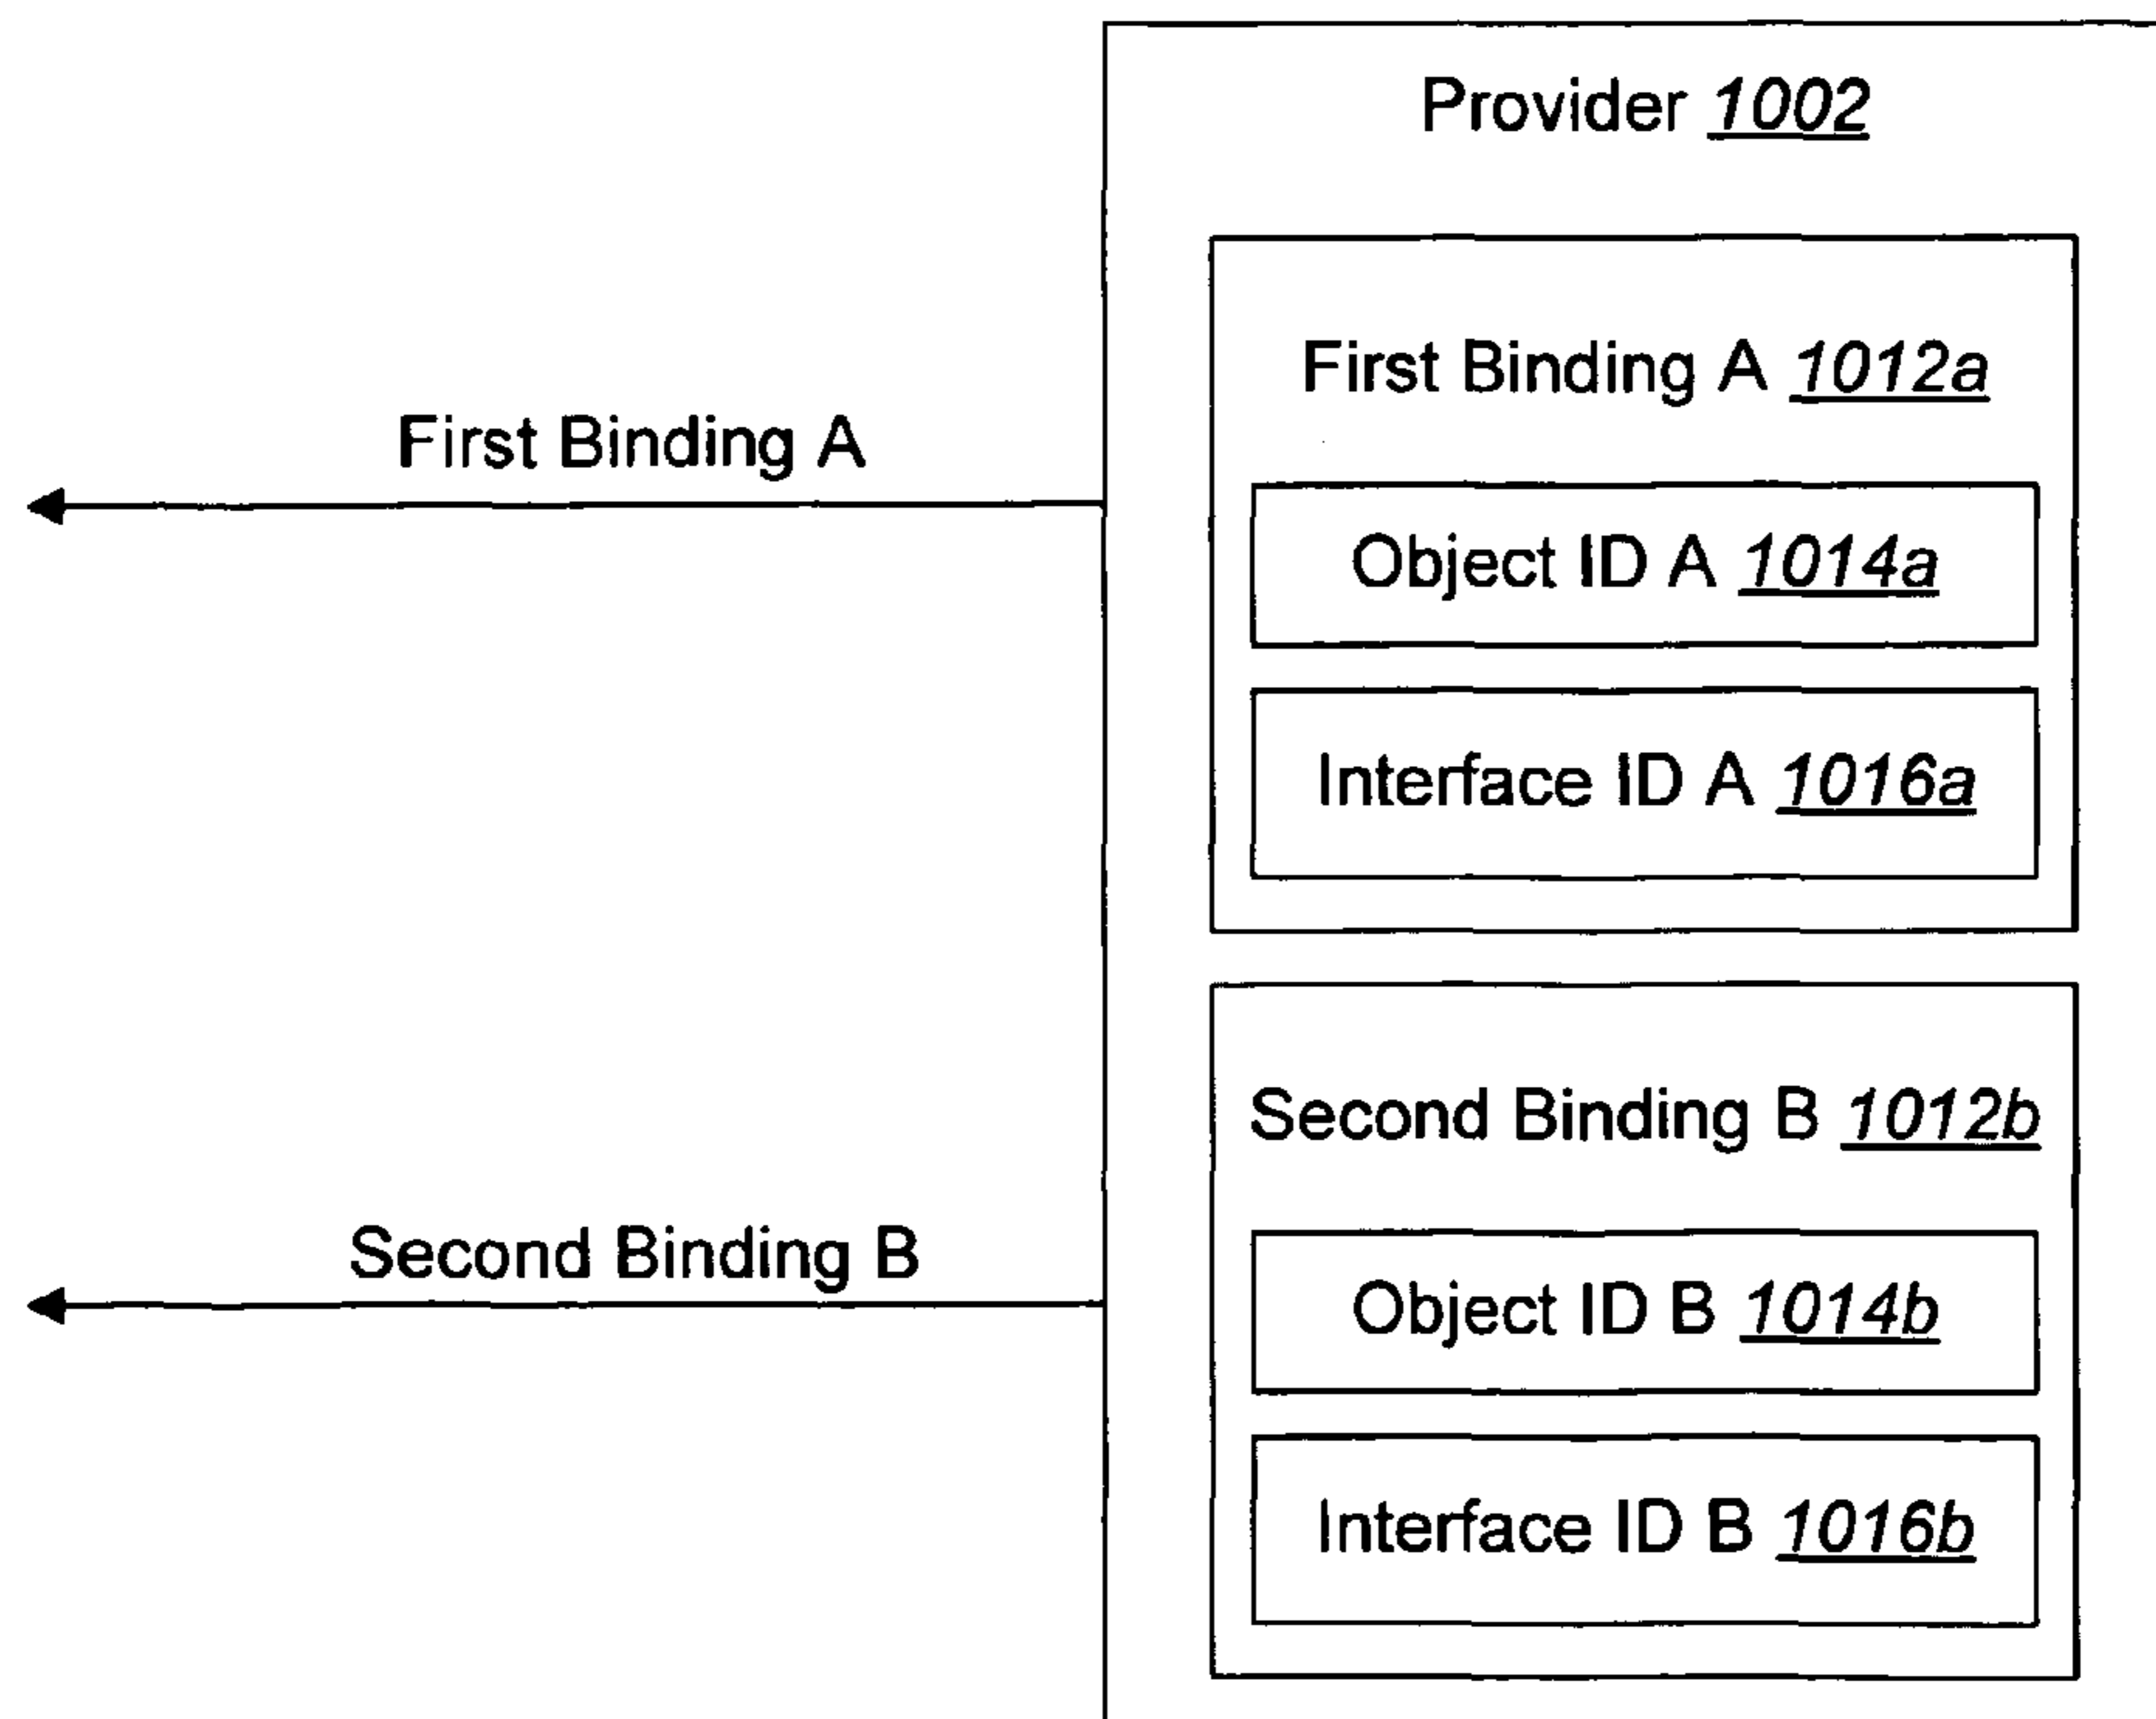 Provider 1002
First Binding A 1012a
First Binding A
Object ID A 1014a
Interface ID A 1016a
Second Binding B 1012b
Second Binding B
Object ID B 1014b
Interface ID B 1016b